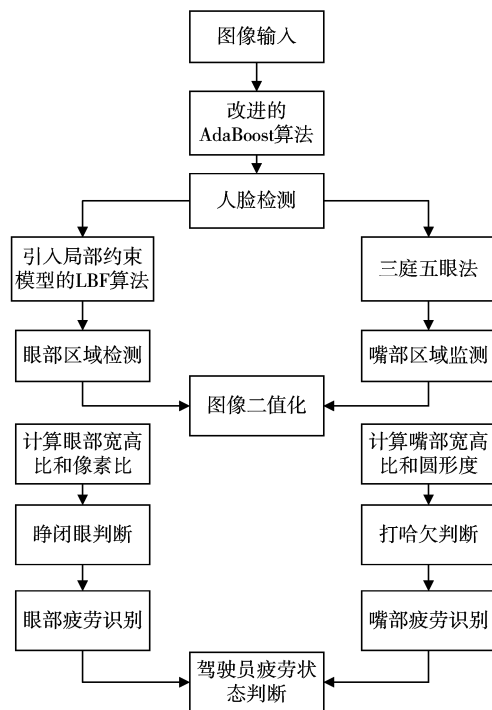 图像输入
改进的
AdaBoost算法
人脸检测
引入局部约束
模型的LBF算法
三庭五眼法
眼部区域检测
嘴部区域监测
图像二值化
计算眼部宽高
比和像素比
计算嘴部宽高
比和圆形度
睁闭眼判断
打哈欠判断
眼部疲劳识别
嘴部疲劳识别
驾驶员疲劳状
态判断